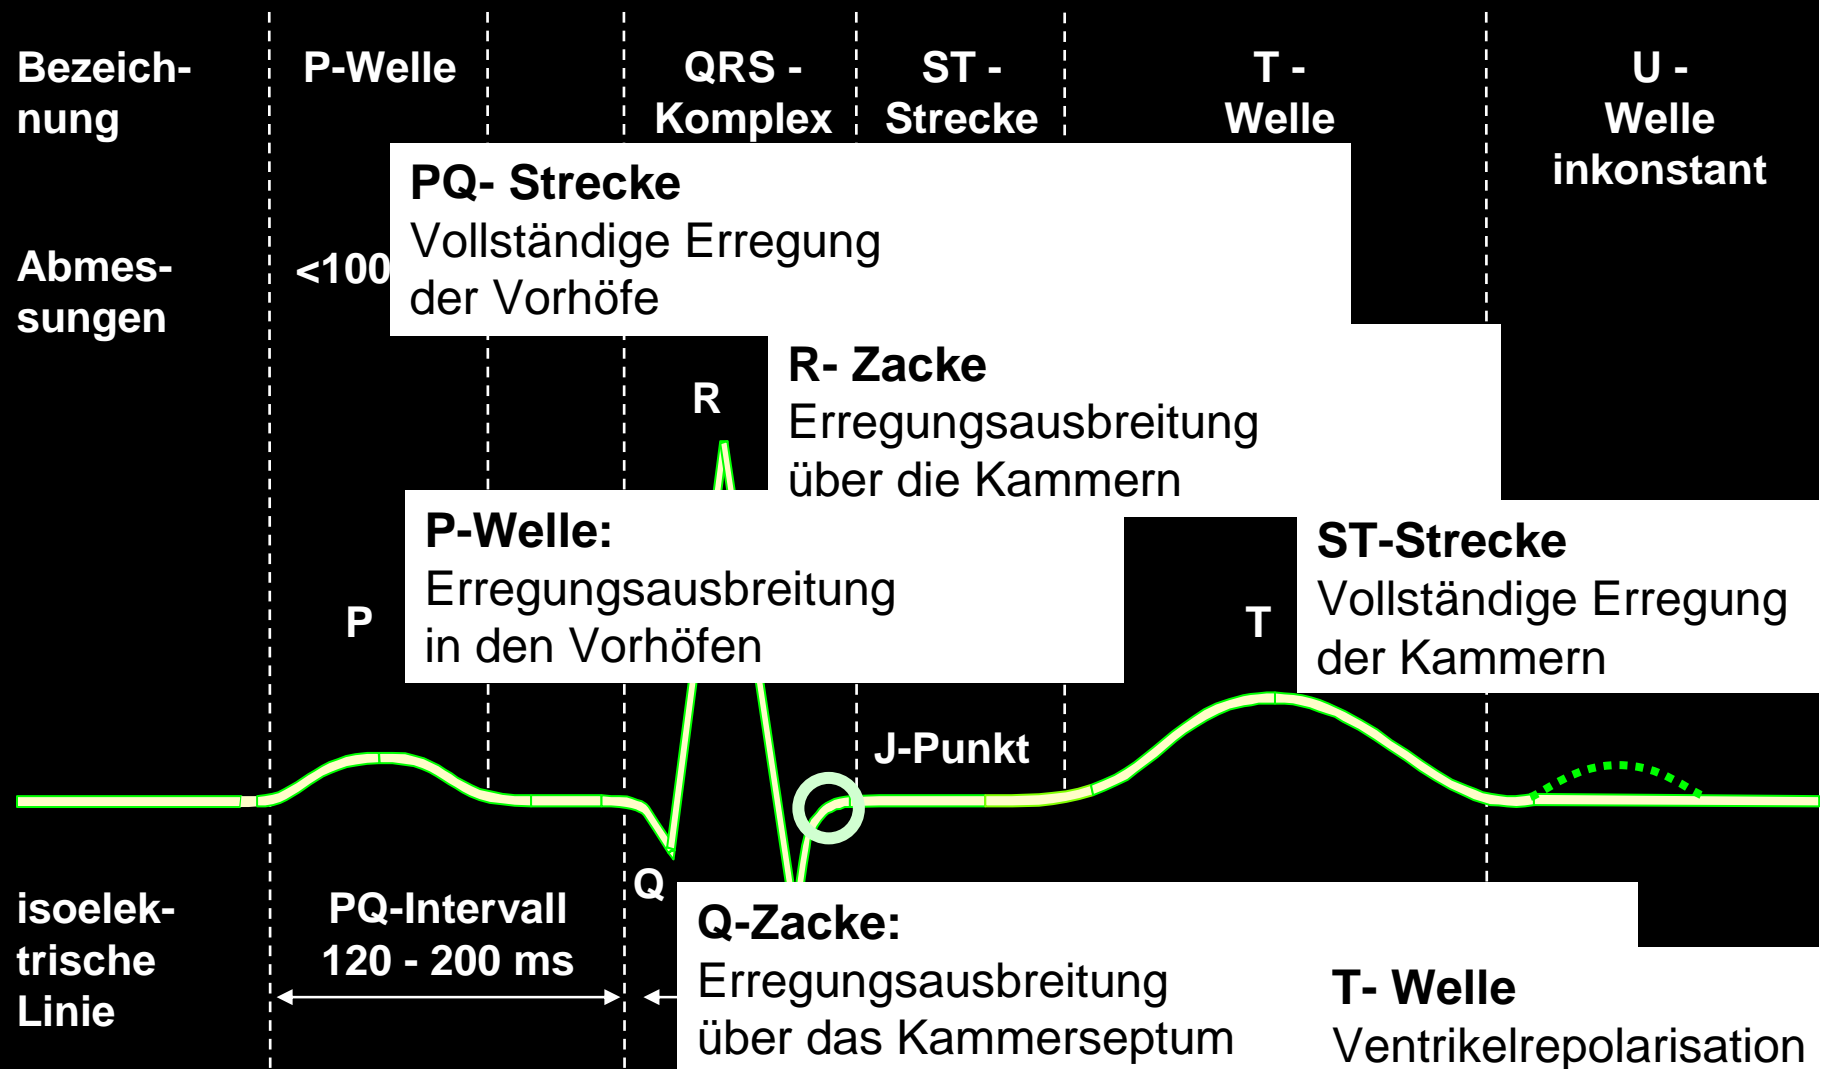 Bezeich-
nung
P-Welle
QRS -
Komplex
ST -
Strecke
T -
Welle
U -
Welle
inkonstant
Abmes-
sungen
<100
PQ- Strecke
Vollständige Erregung
der Vorhöfe
R
R- Zacke
Erregungsausbreitung
über die Kammern
P
P-Welle:
Erregungsausbreitung
in den Vorhöfen
T
ST-Strecke
Vollständige Erregung
der Kammern
J-Punkt
Q
isoelek-
trische
Linie
PQ-Intervall
120 - 200 ms
Q-Zacke:
Erregungsausbreitung
über das Kammerseptum
T- Welle
Ventrikelrepolarisation